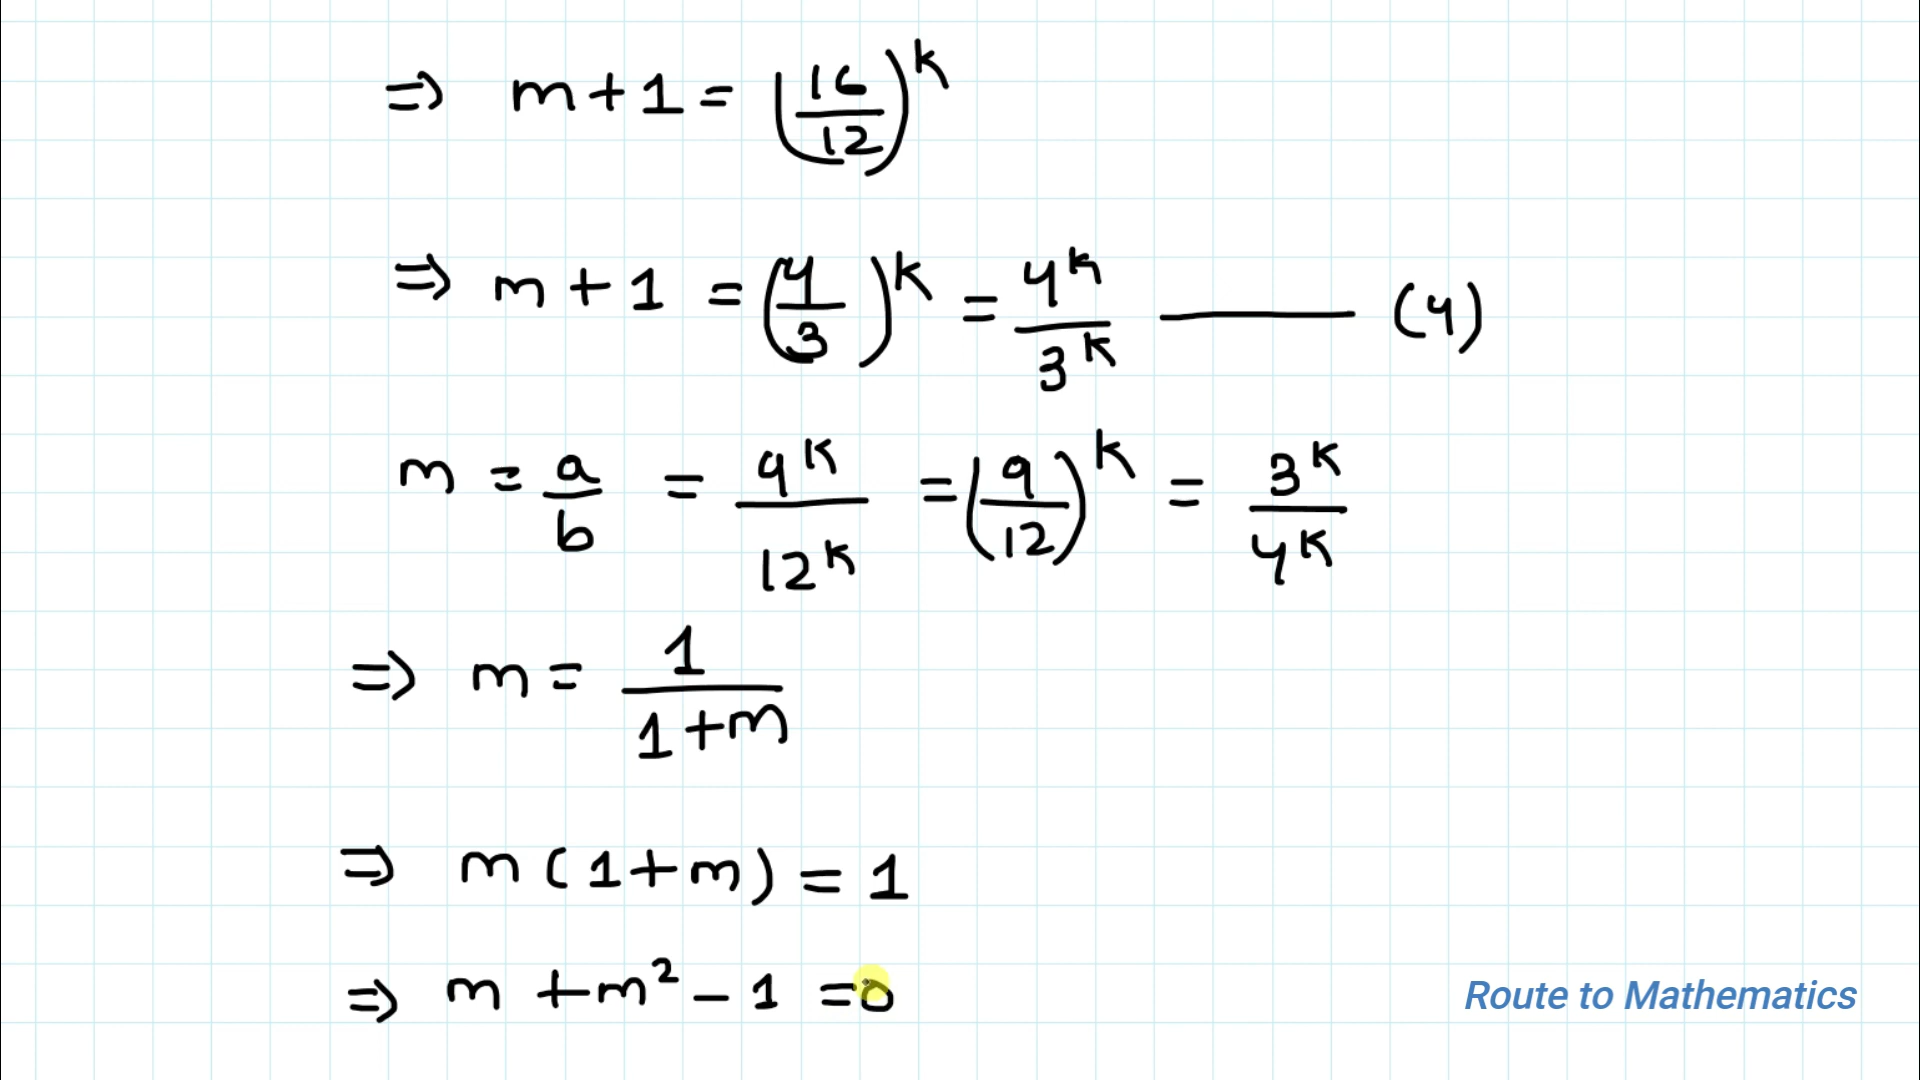 ⇒ m+1 = (16/12)^k
⇒ m+1 = (4/3)^k = 4^k/3^k ——— (4)
m = a/b = 9^k/12^k = (9/12)^k = 3^k/4^k
⇒ m = 1/(1+m)
⇒ m(1+m) = 1
⇒ m+m²-1=0
Route to Mathematics